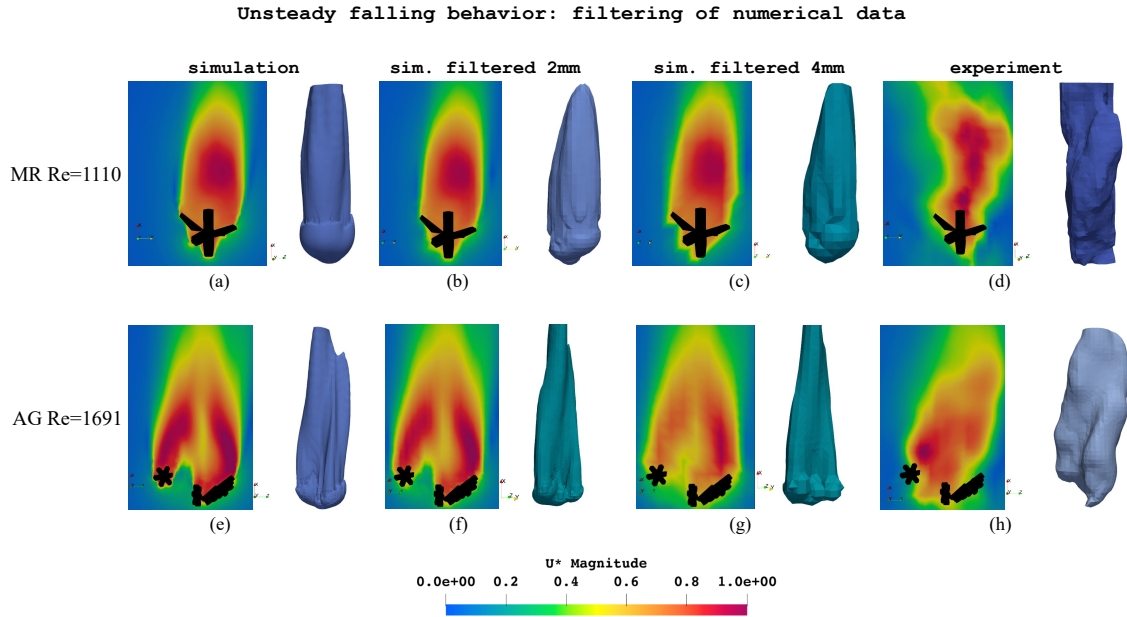 Unsteady falling behavior: filtering of numerical data
simulation
sim. filtered 2mm
sim. filtered 4mm
experiment
MR Re=1110
(a)
(b)
(c)
(d)
AG Re=1691
(e)
(f)
(g)
(h)
U* Magnitude
0.0e+00 0.2 0.4 0.6 0.8 1.0e+00